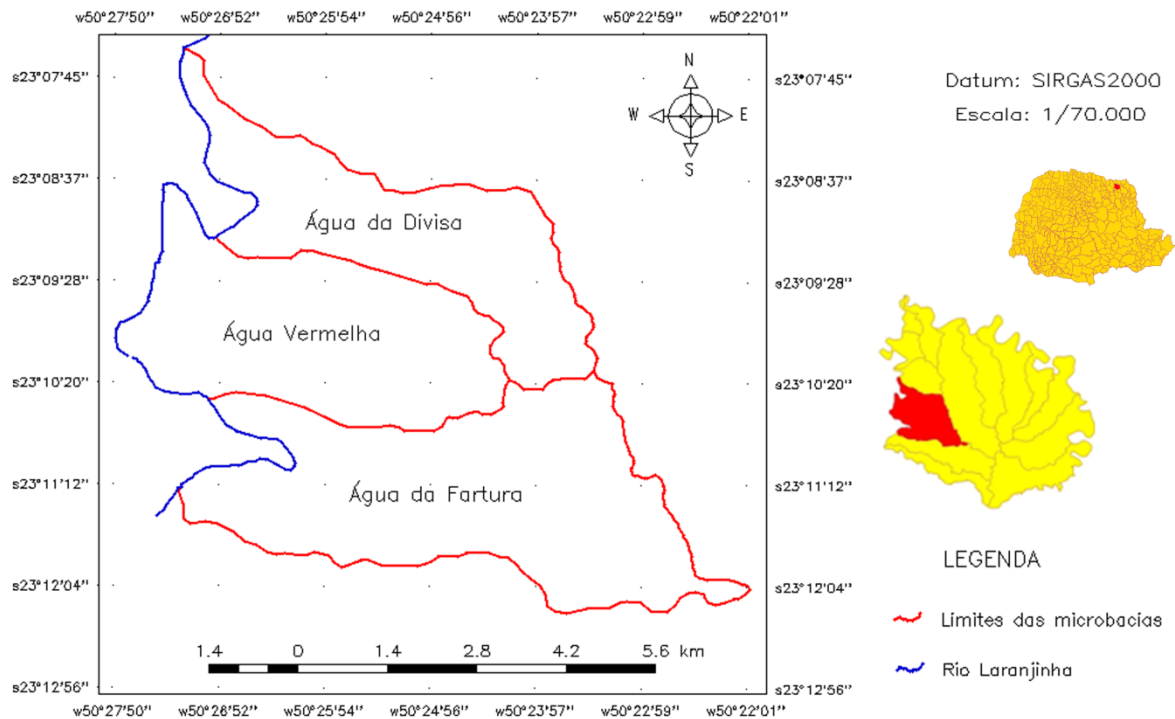 w50°27'50'' w50°26'52'' w50°25'54'' w50°24'56'' w50°23'57'' w50°22'59'' w50°22'01''
s23°07'45'' s23°07'45''
N
W E
S
Datum: SIRGAS2000
Escala: 1/70.000
s23°08'37'' s23°08'37''
Água da Divisa
s23°09'28'' s23°09'28''
Água Vermelha
s23°10'20'' s23°10'20''
s23°11'12'' s23°11'12''
Água da Fartura
LEGENDA
s23°12'04'' s23°12'04''
Limites das microbacias
1.4 0 1.4 2.8 4.2 5.6 km
Rio Laranjinha
s23°12'56'' s23°12'56''
w50°27'50'' w50°26'52'' w50°25'54'' w50°24'56'' w50°23'57'' w50°22'59'' w50°22'01''